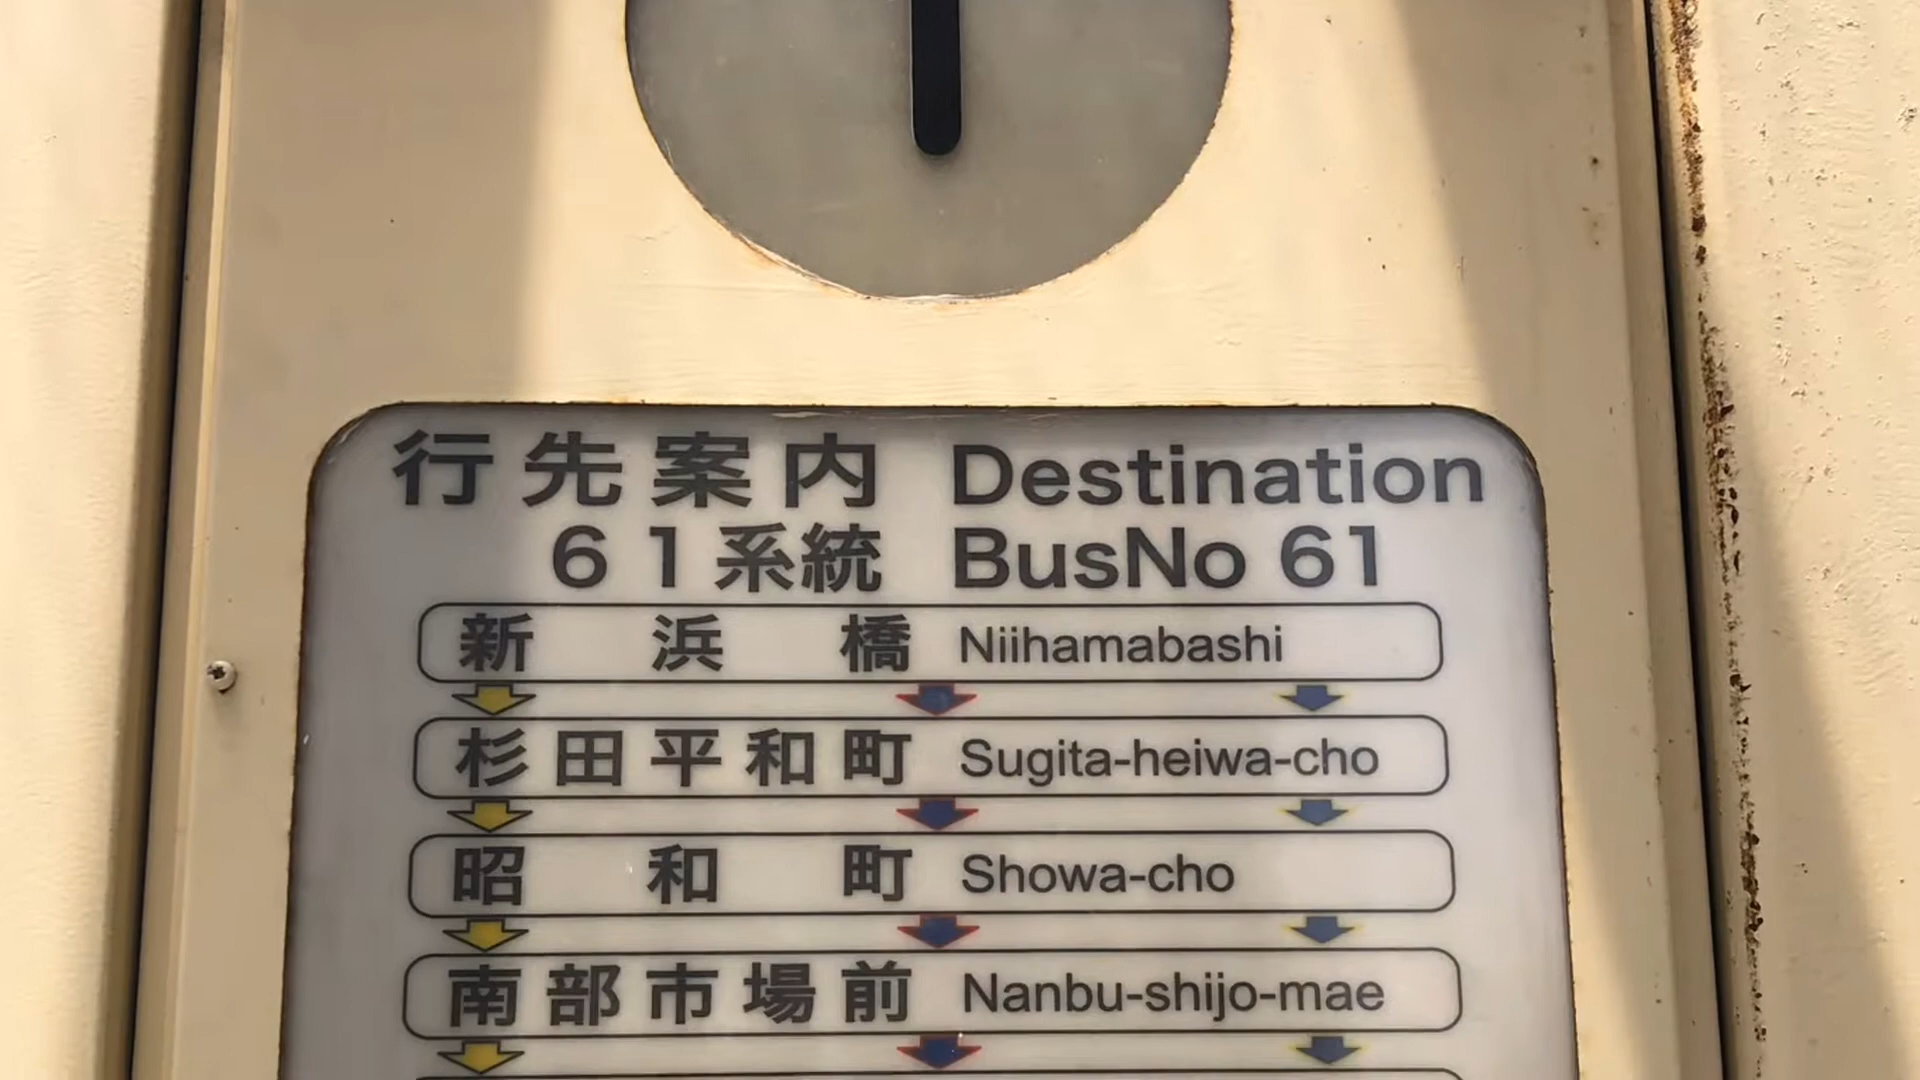 行先案内 Destination
61系統 BusNo 61
新浜橋 Niihamabashi
杉田平和町 Sugita-heiwa-cho
昭和町 Showa-cho
南部市場前 Nanbu-shijo-mae